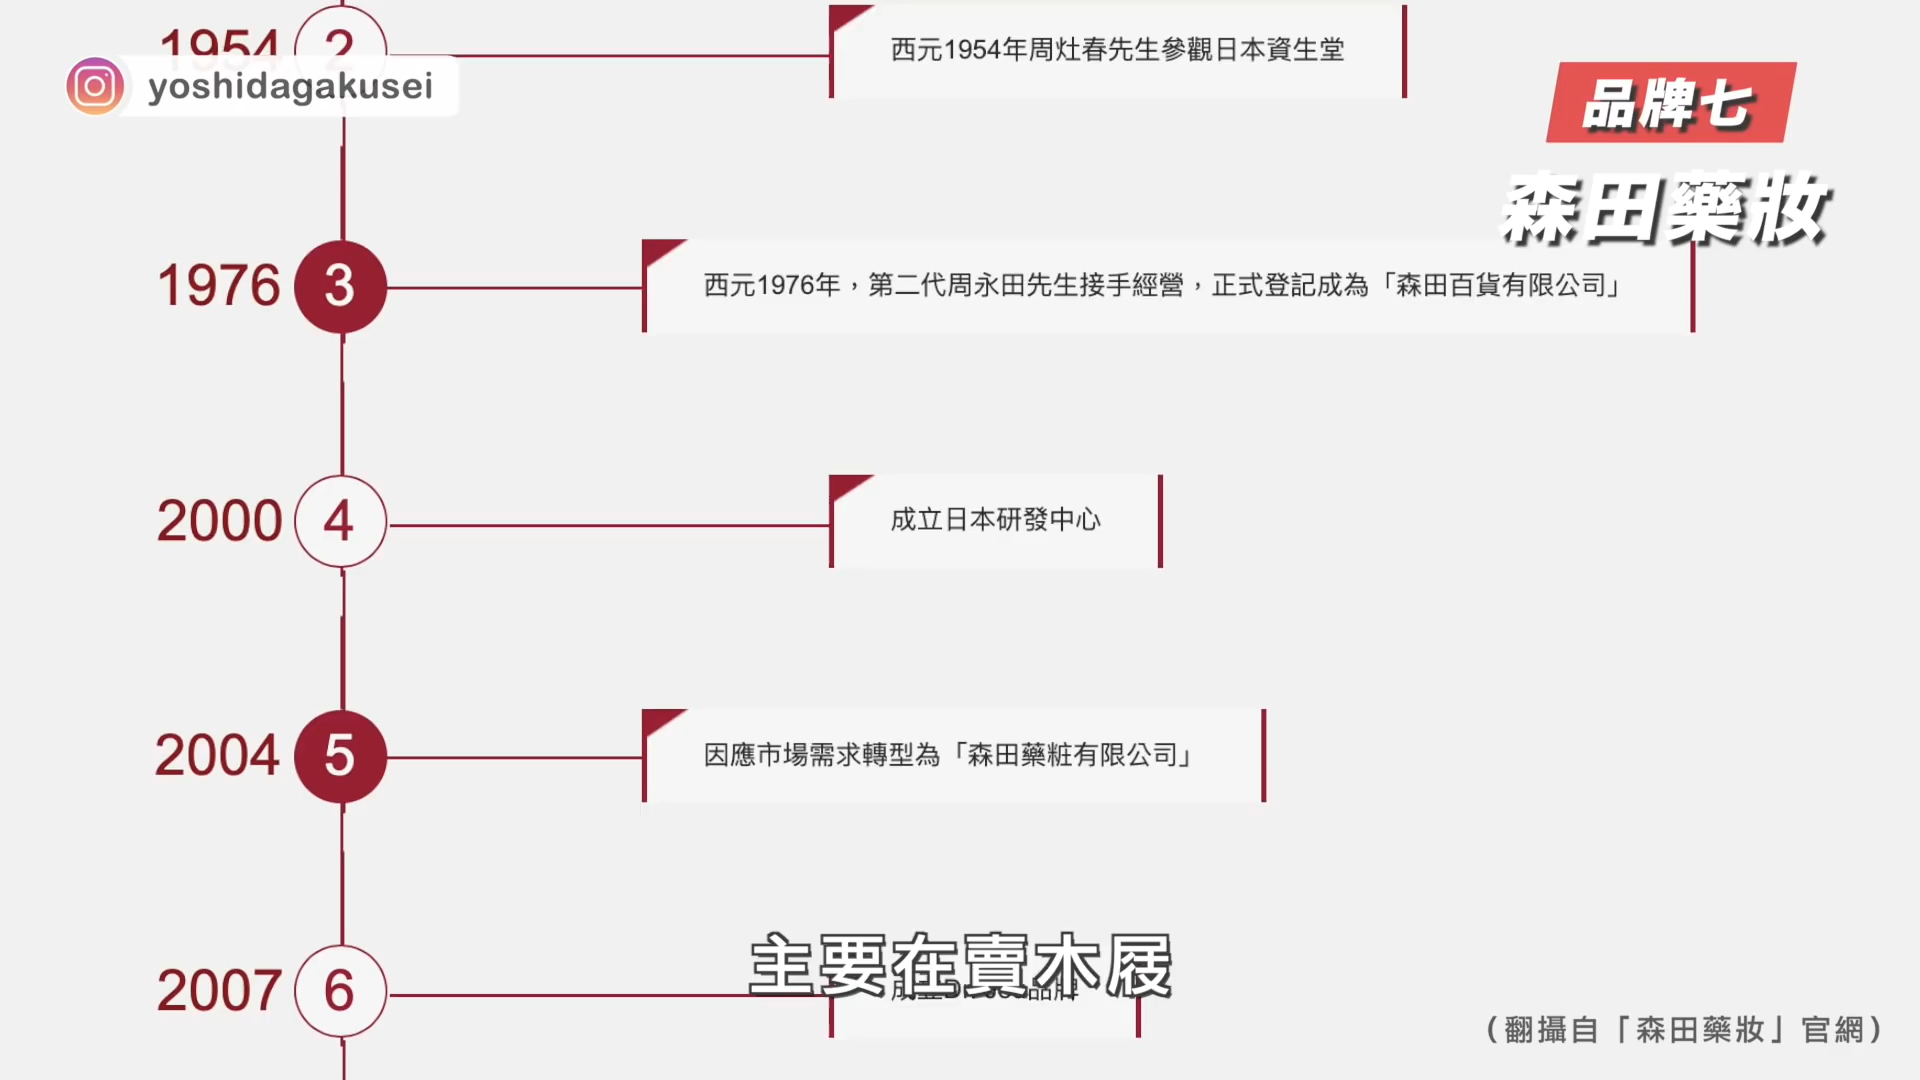 1954 2 西元1954年周灶春先生參觀日本資生堂
yoshidagakusei
品牌七
森田藥妝
1976 3 西元1976年，第二代周永田先生接手經營，正式登記成為「森田百貨有限公司」
2000 4 成立日本研發中心
2004 5 因應市場需求轉型為「森田藥粧有限公司」
2007 6
主要在賣木屐
（翻攝自「森田藥妝」官網）